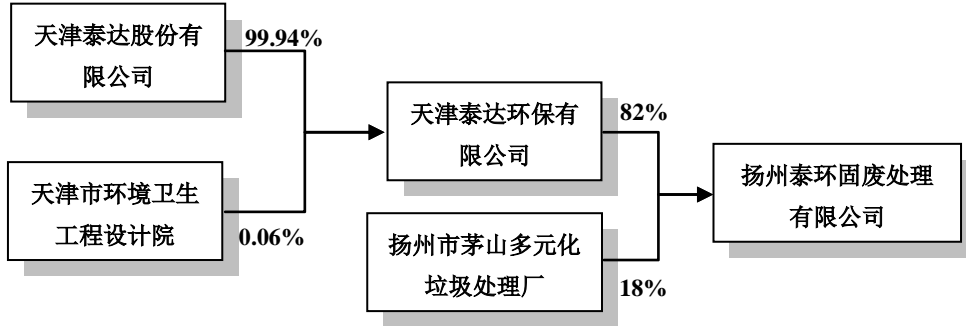 天津泰达股份有
限公司
99.94%
天津市环境卫生
工程设计院
0.06%
天津泰达环保有
限公司
82%
扬州市茅山多元化
垃圾处理厂
18%
扬州泰环固废处理
有限公司